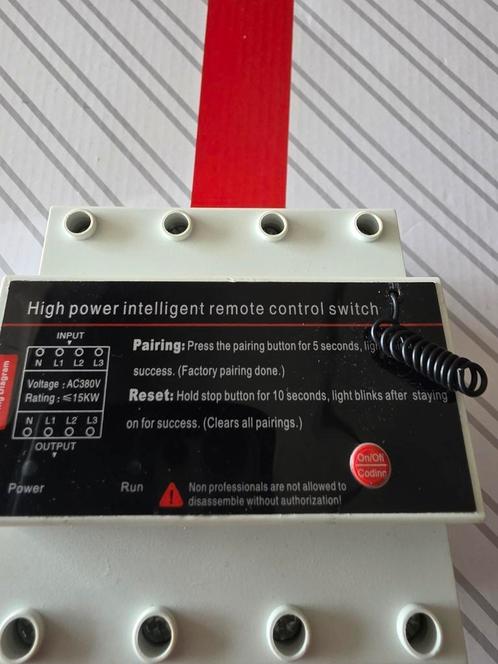 High power intelligent remote control switch
INPUT
N L1 L2 L3
Voltage : AC380V
Rating : ≤15KW
N L1 L2 L3
OUTPUT
Diagram
Pairing: Press the pairing button for 5 seconds,
success. (Factory pairing done.)
Reset: Hold stop button for 10 seconds, light blinks after staying
on for success. (Clears all pairings.)
On/Off
Coding
Power
Run
Non professionals are not allowed to
disassemble without authorization!